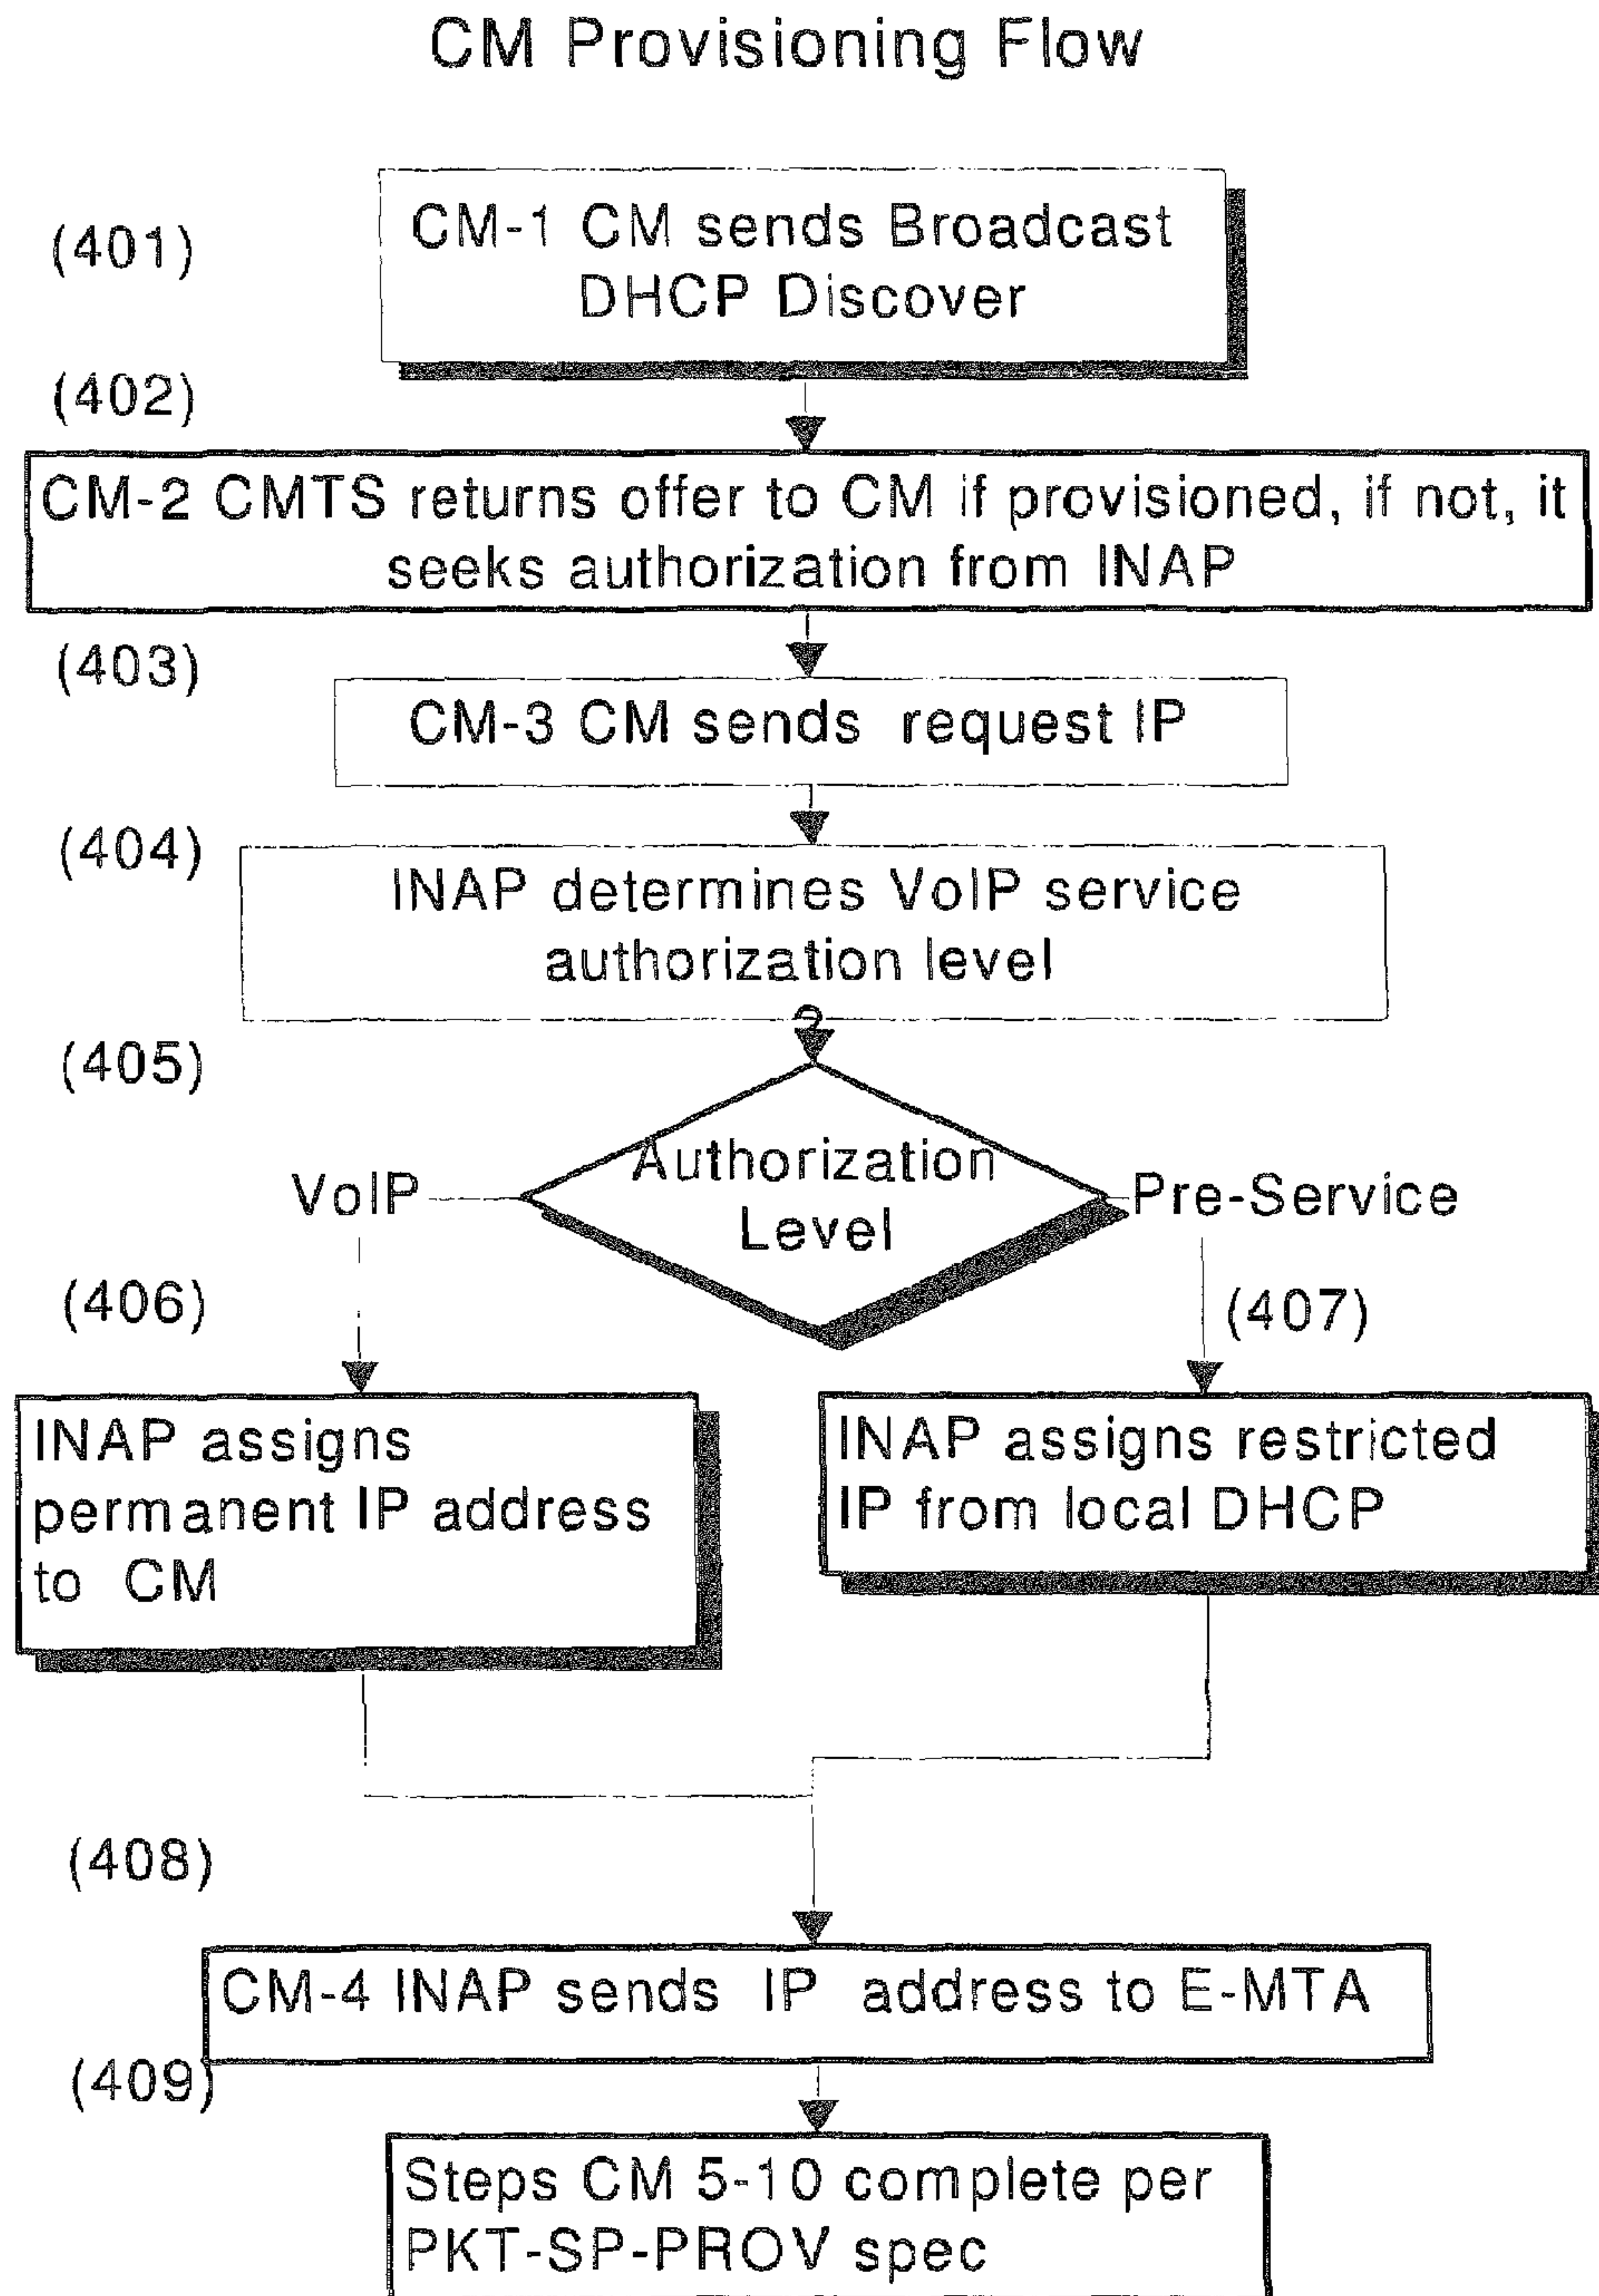 CM Provisioning Flow
(401)
CM-1 CM sends Broadcast
DHCP Discover
(402)
CM-2 CMTS returns offer to CM if provisioned, if not, it
seeks authorization from INAP
(403)
CM-3 CM sends request IP
(404)
INAP determines VoIP service
authorization level
(405)
Authorization
Level
VoIP
Pre-Service
(406)
(407)
INAP assigns
permanent IP address
to CM
INAP assigns restricted
IP from local DHCP
(408)
CM-4 INAP sends IP address to E-MTA
(409)
Steps CM 5-10 complete per
PKT-SP-PROV spec